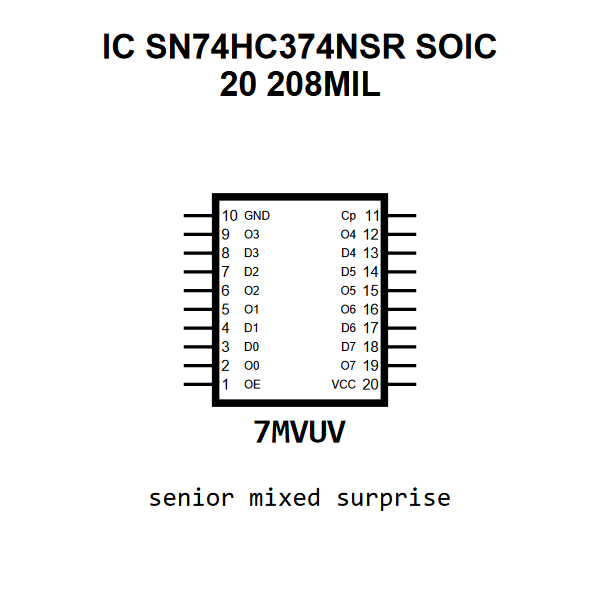 IC SN74HC374NSR SOIC
20 208MIL
10 GND Cp 11
9 O3 O4 12
8 D3 D4 13
7 D2 D5 14
6 O2 O5 15
5 O1 O6 16
4 D1 D6 17
3 D0 D7 18
2 O0 O7 19
1 OE VCC 20
7MVUV
senior mixed surprise